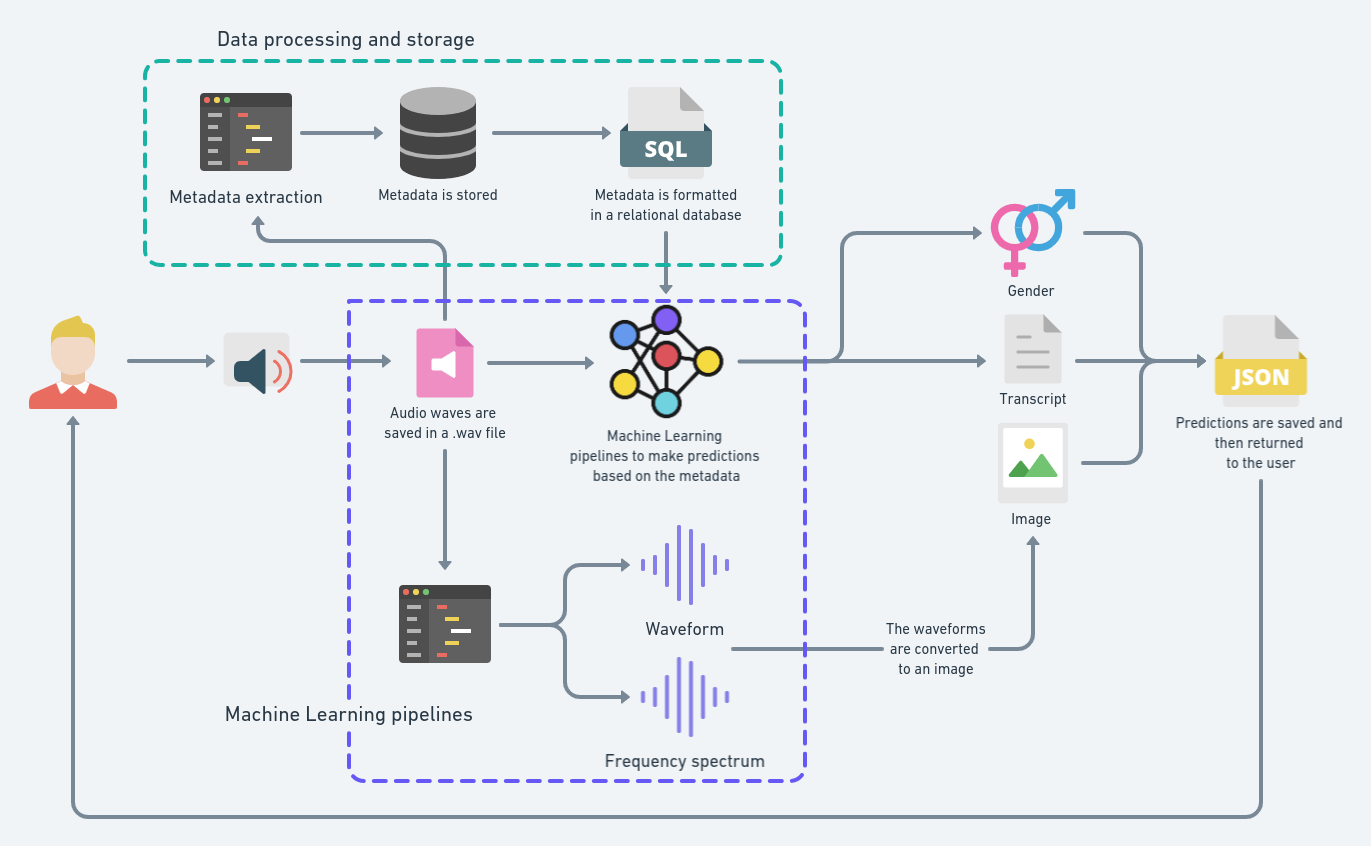 Data processing and storage
SQL
Metadata extraction
Metadata is stored
Metadata is formatted
in a relational database
Gender
Transcript
JSON
Audio waves are
saved in a .wav file
Machine Learning
pipelines to make predictions
based on the metadata
Predictions are saved and
then returned
to the user
Image
Waveform
The waveforms
are converted
to an image
Machine Learning pipelines
Frequency spectrum